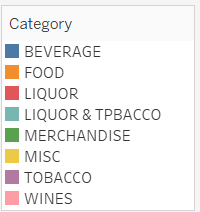 Category
BEVERAGE
FOOD
LIQUOR
LIQUOR & TPBACCO
MERCHANDISE
MISC
TOBACCO
WINES